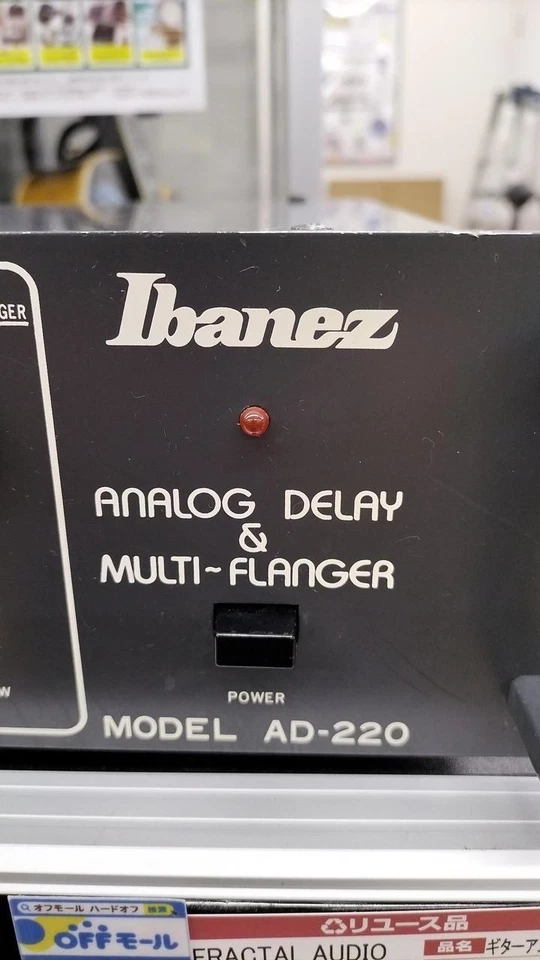 GER
Ibanez
ANALOG DELAY
&
MULTI~FLANGER
W
POWER
MODEL AD-220
オフモール ハードオフ 検索
OFFモール
リユース品
FRACTAL AUDIO
品名 ギターア